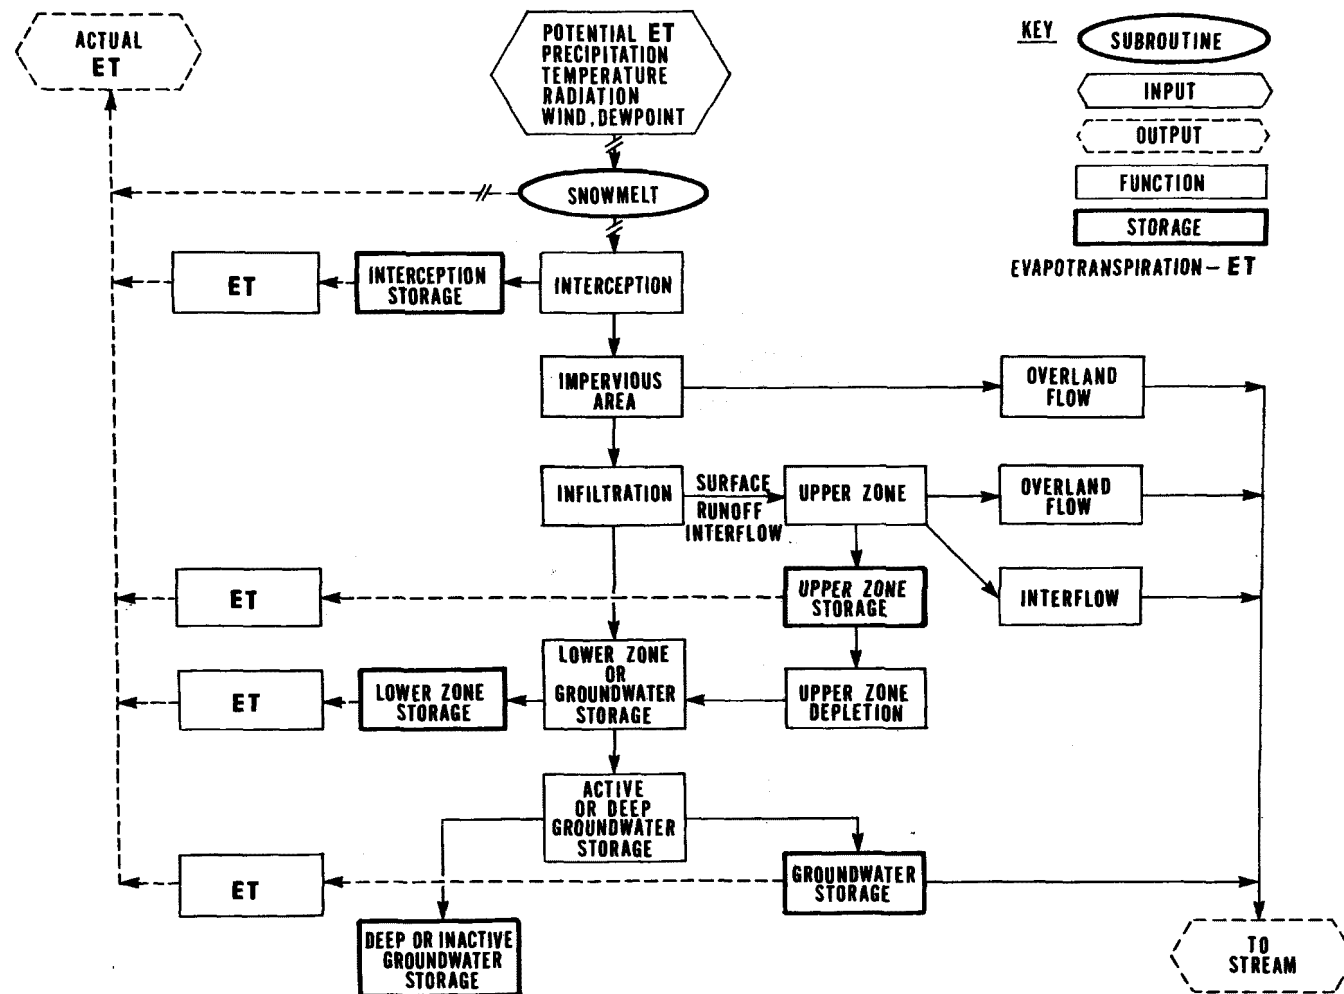 ACTUAL
ET
POTENTIAL ET
PRECIPITATION
TEMPERATURE
RADIATION
WIND, DEWPOINT
KEY
SUBROUTINE
INPUT
OUTPUT
FUNCTION
STORAGE
EVAPOTRANSPIRATION - ET
SNOWMELT
ET
INTERCEPTION
STORAGE
INTERCEPTION
IMPERVIOUS
AREA
OVERLAND
FLOW
INFILTRATION
SURFACE
RUNOFF
INTERFLOW
UPPER ZONE
OVERLAND
FLOW
ET
UPPER ZONE
STORAGE
INTERFLOW
ET
LOWER ZONE
STORAGE
LOWER ZONE
OR
GROUNDWATER
STORAGE
UPPER ZONE
DEPLETION
ACTIVE
OR DEEP
GROUNDWATER
STORAGE
ET
GROUNDWATER
STORAGE
DEEP OR INACTIVE
GROUNDWATER
STORAGE
TO
STREAM